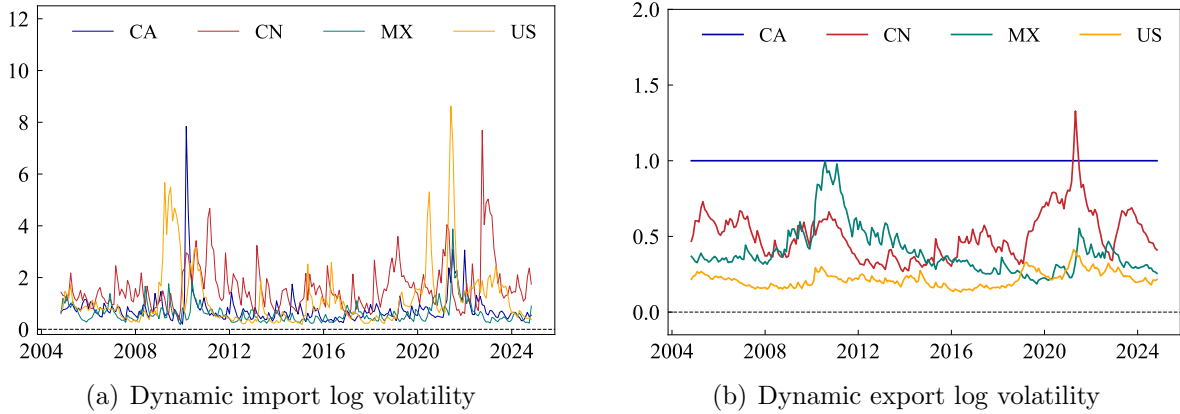 12
10
8
6
4
2
0
CA CN MX US
2004 2008 2012 2016 2020 2024
(a) Dynamic import log volatility
2.0
1.5
1.0
0.5
0.0
CA CN MX US
2004 2008 2012 2016 2020 2024
(b) Dynamic export log volatility